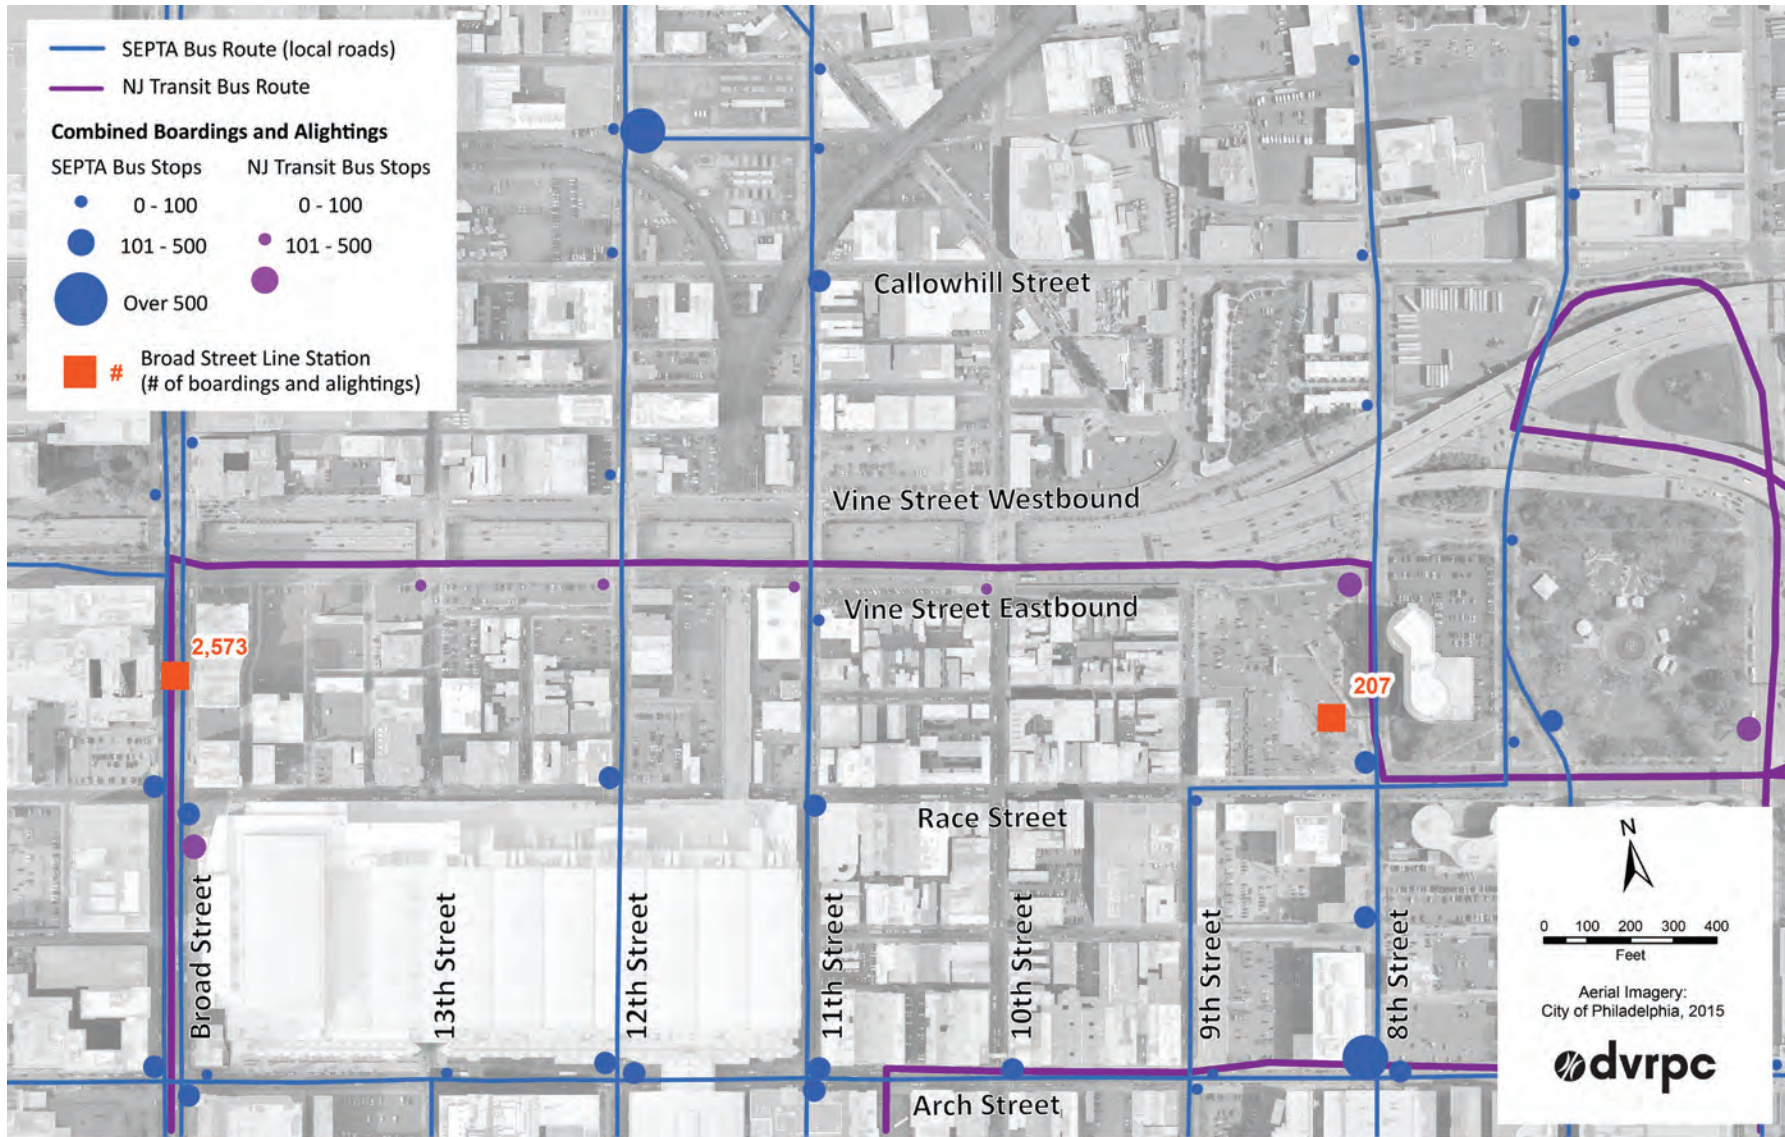 SEPTA Bus Route (local roads)
NJ Transit Bus Route
Combined Boardings and Alightings
SEPTA Bus Stops
NJ Transit Bus Stops
0 - 100
0 - 100
101 - 500
101 - 500
Over 500
# Broad Street Line Station
(# of boardings and alightings)
Callowhill Street
Vine Street Westbound
Vine Street Eastbound
2,573
207
Race Street
Broad Street
13th Street
12th Street
11th Street
10th Street
9th Street
8th Street
Arch Street
N
0 100 200 300 400
Feet
Aerial Imagery:
City of Philadelphia, 2015
dvrpc